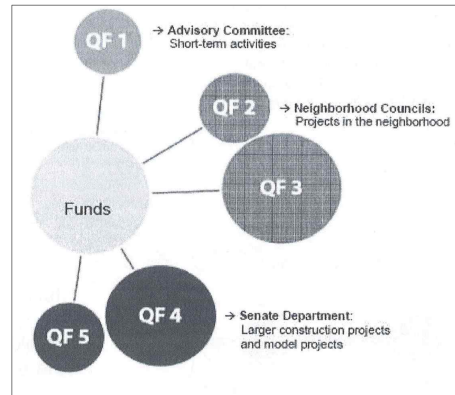 QF 1
→ Advisory Committee:
Short-term activities
QF 2
→ Neighborhood Councils:
Projects in the neighborhood
QF 3
Funds
QF 4
→ Senate Department:
Larger construction projects
and model projects
QF 5